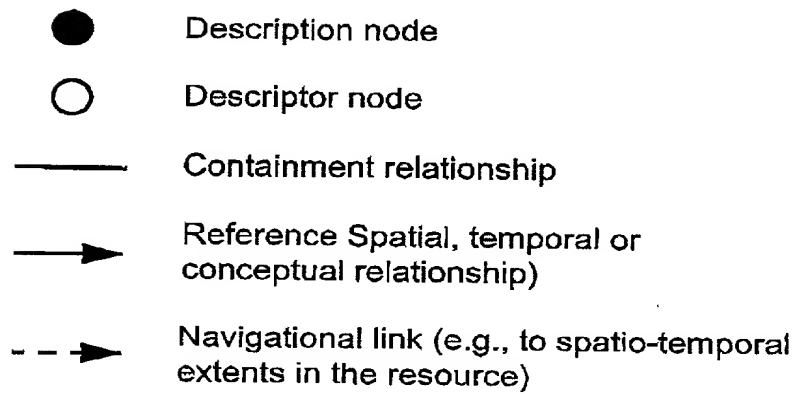 Description node
Descriptor node
Containment relationship
Reference Spatial, temporal or
conceptual relationship)
Navigational link (e.g., to spatio-temporal
extents in the resource)